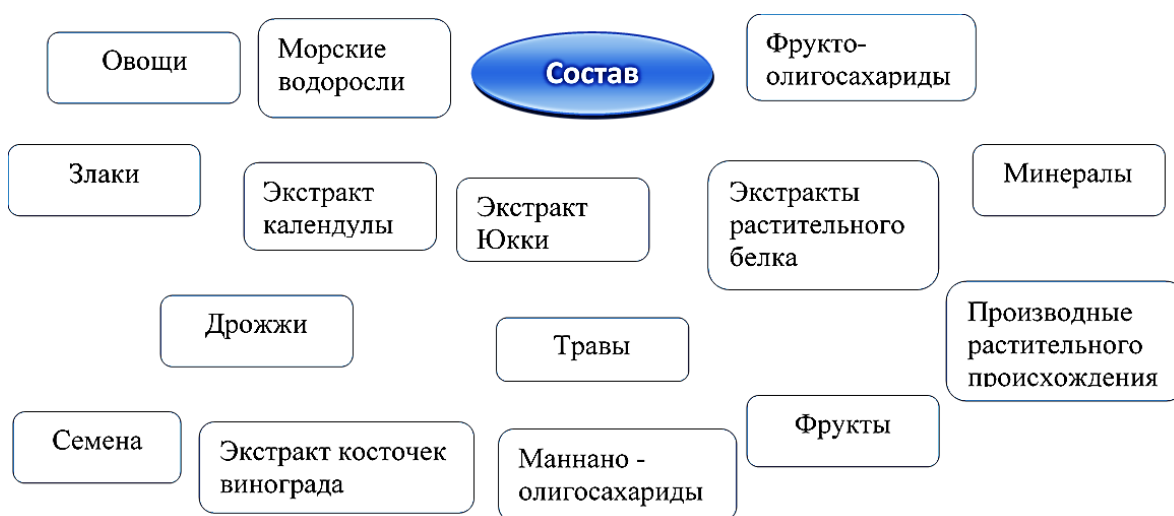 Овощи
Морские
водоросли
Состав
Фрукто-
олигосахариды
Злаки
Экстракт
календулы
Экстракт
Юкки
Экстракты
растительного
белка
Минералы
Дрожжи
Травы
Производные
растительного
происхождения
Семена
Экстракт косточек
винограда
Маннано -
олигосахариды
Фрукты